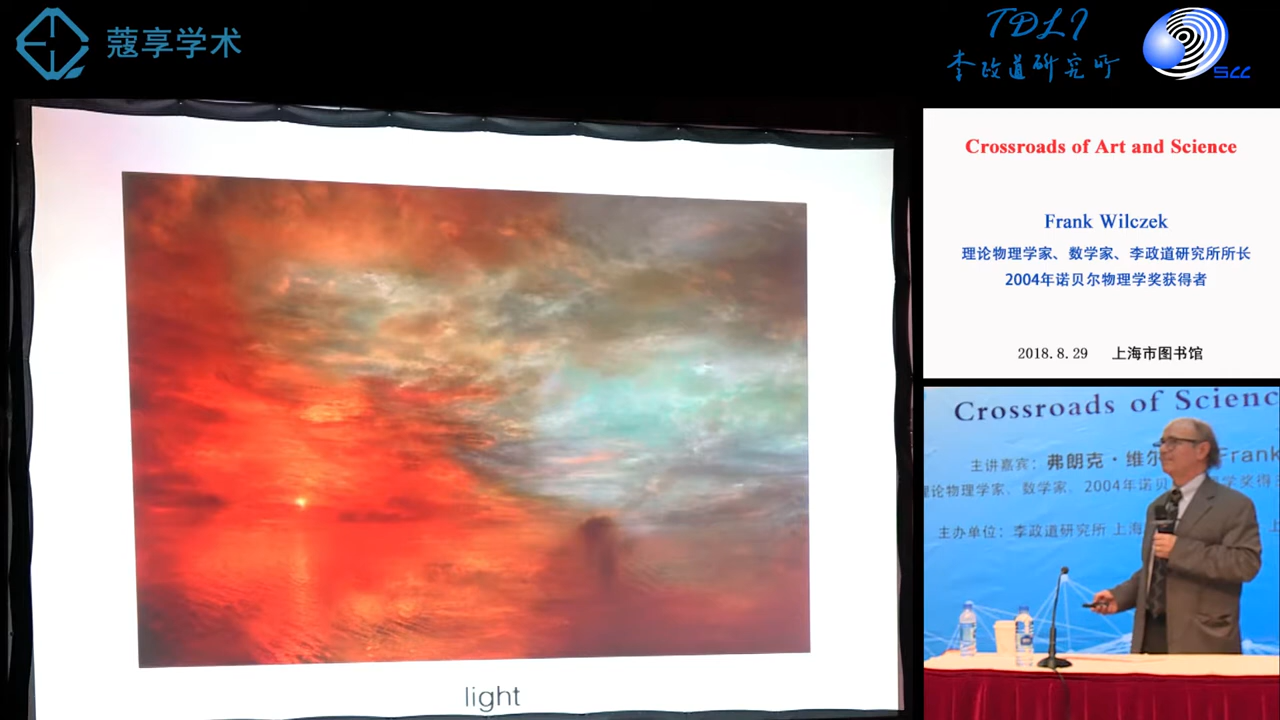 蔻享学术
TDLI
李政道研究所
SCC
Crossroads of Art and Science
Frank Wilczek
理论物理学家、数学家、李政道研究所所长
2004年诺贝尔物理学奖获得者
2018.8.29 上海市图书馆
light
Crossroads of Scienc
主讲嘉宾：弗朗克·维尔 Frank
理论物理学家、数学家、2004年诺贝 学奖得
主办单位：李政道研究所 上海 上